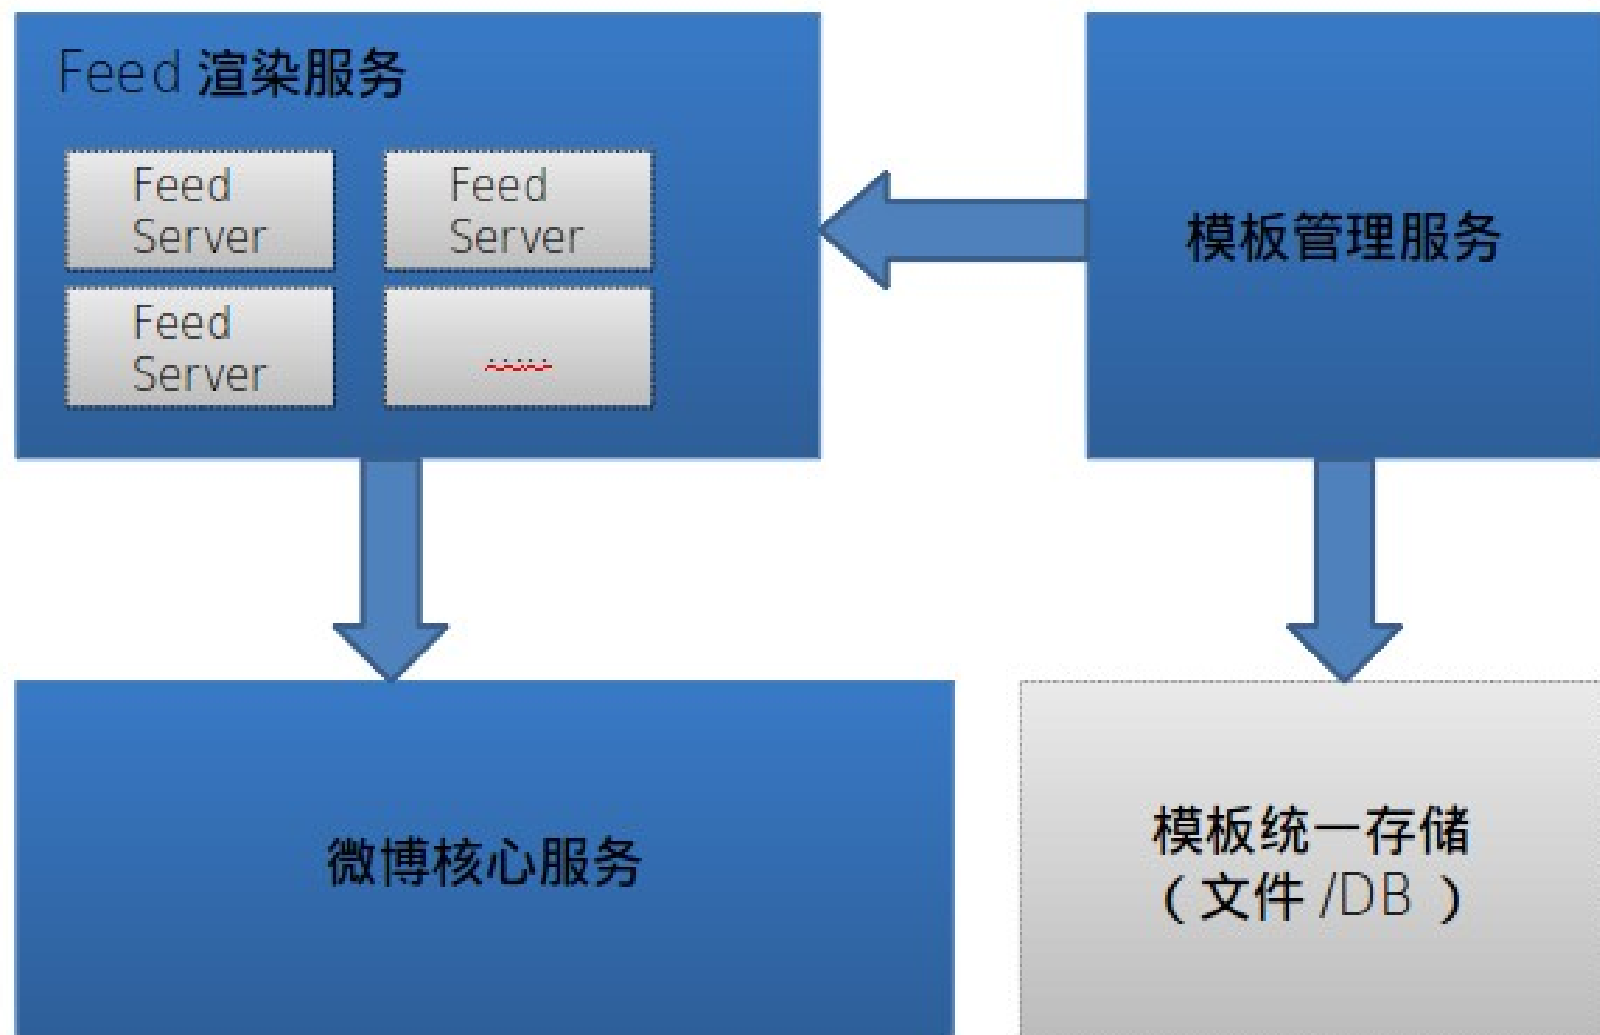 Feed 渲染服务
Feed
Server
Feed
Server
Feed
Server
模板管理服务
微博核心服务
模板统一存储
（文件/DB ）